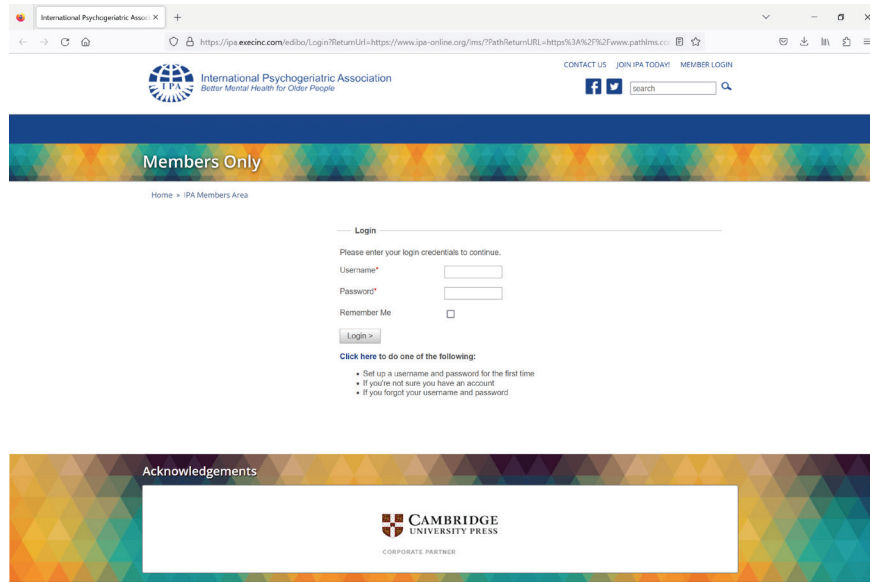 International Psychogeriatric Assoc
https://ipa.execinc.com/edibo/Login?ReturnUrl=https://www.ipa-online.org/lms/?PathReturnURL=https%3A%2F%2Fwww.pathlms.co
CONTACT US JOIN IPA TODAY! MEMBER LOGIN
IPA
International Psychogeriatric Association
Better Mental Health for Older People
search
Members Only
Home » IPA Members Area
Login
Please enter your login credentials to continue.
Username*
Password*
Remember Me
Login >
Click here to do one of the following:
• Set up a username and password for the first time
• If you're not sure you have an account
• If you forgot your username and password
Acknowledgements
CAMBRIDGE
UNIVERSITY PRESS
CORPORATE PARTNER